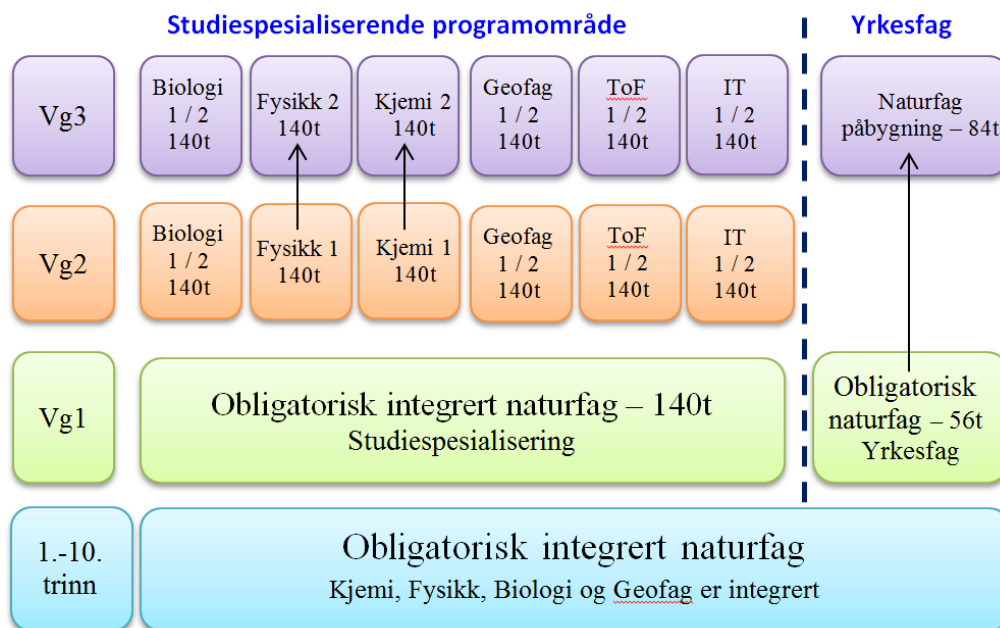 Studiespesialiserende programområde
Yrkesfag
Vg3
Biologi
1 / 2
140t
Fysikk 2
140t
Kjemi 2
140t
Geofag
1 / 2
140t
ToF
1 / 2
140t
IT
1 / 2
140t
Naturfag
påbygning – 84t
Vg2
Biologi
1 / 2
140t
Fysikk 1
140t
Kjemi 1
140t
Geofag
1 / 2
140t
ToF
1 / 2
140t
IT
1 / 2
140t
Vg1
Obligatorisk integrert naturfag – 140t
Studiespesialisering
Obligatorisk
naturfag – 56t
Yrkesfag
1.-10.
trinn
Obligatorisk integrert naturfag
Kjemi, Fysikk, Biologi og Geofag er integrert